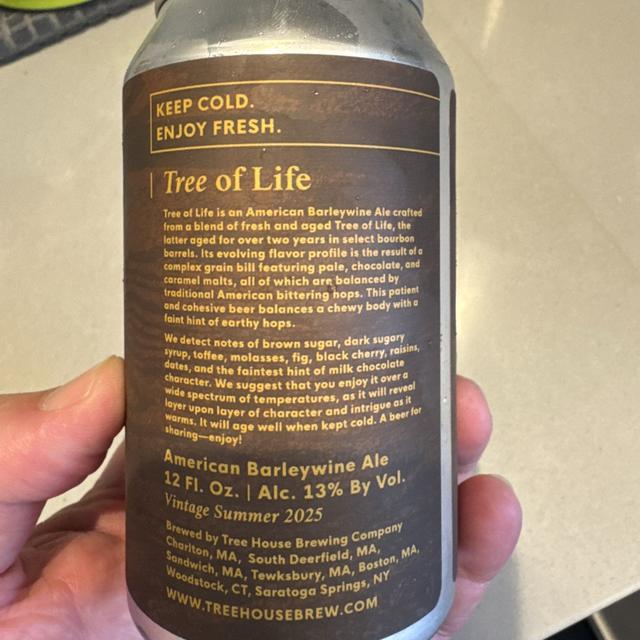 KEEP COLD.
ENJOY FRESH.
Tree of Life
Tree of Life is an American Barleywine Ale crafted
from a blend of fresh and aged Tree of Life, the
latter aged for over two years in select bourbon
barrels. Its evolving flavor profile is the result of a
complex grain bill featuring pale, chocolate, and
caramel malts, all of which are balanced by
traditional American bittering hops. This patient
and cohesive beer balances a chewy body with a
faint hint of earthy hops.
We detect notes of brown sugar, dark sugary
syrup, toffee, molasses, fig, black cherry, raisins,
dates, and the faintest hint of milk chocolate
character. We suggest that you enjoy it over a
wide spectrum of temperatures, as it will reveal
layer upon layer of character and intrigue as it
warms. It will age well when kept cold. A beer for
sharing—enjoy!
American Barleywine Ale
12 Fl. Oz. | Alc. 13% By Vol.
Vintage Summer 2025
Brewed by Tree House Brewing Company
Charlton, MA, South Deerfield, MA,
Sandwich, MA, Tewksbury, MA, Boston, MA,
Woodstock, CT, Saratoga Springs, NY
WWW.TREEHOUSEBREW.COM